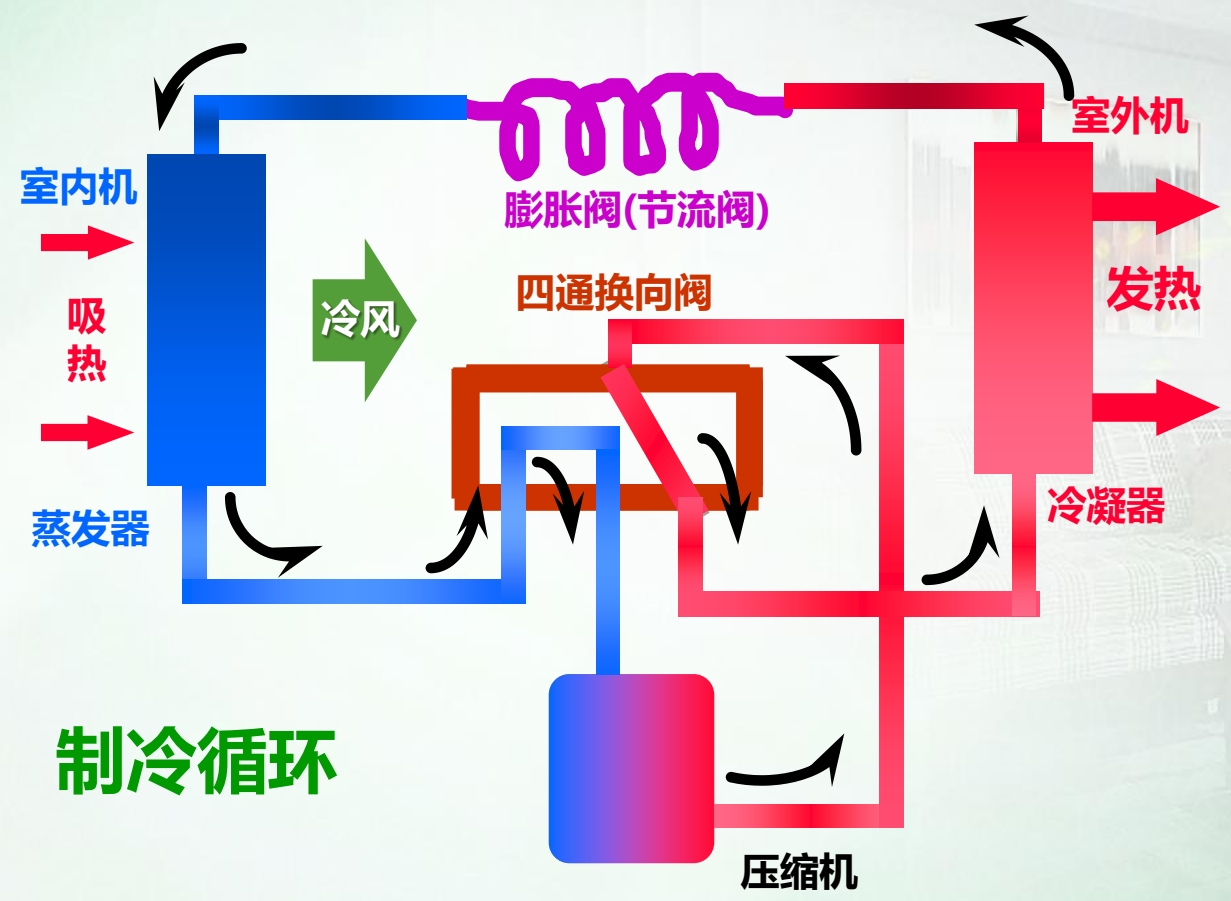 室外机
室内机
膨胀阀(节流阀)
四通换向阀
发热
吸
热
冷风
冷凝器
蒸发器
制冷循环
压缩机